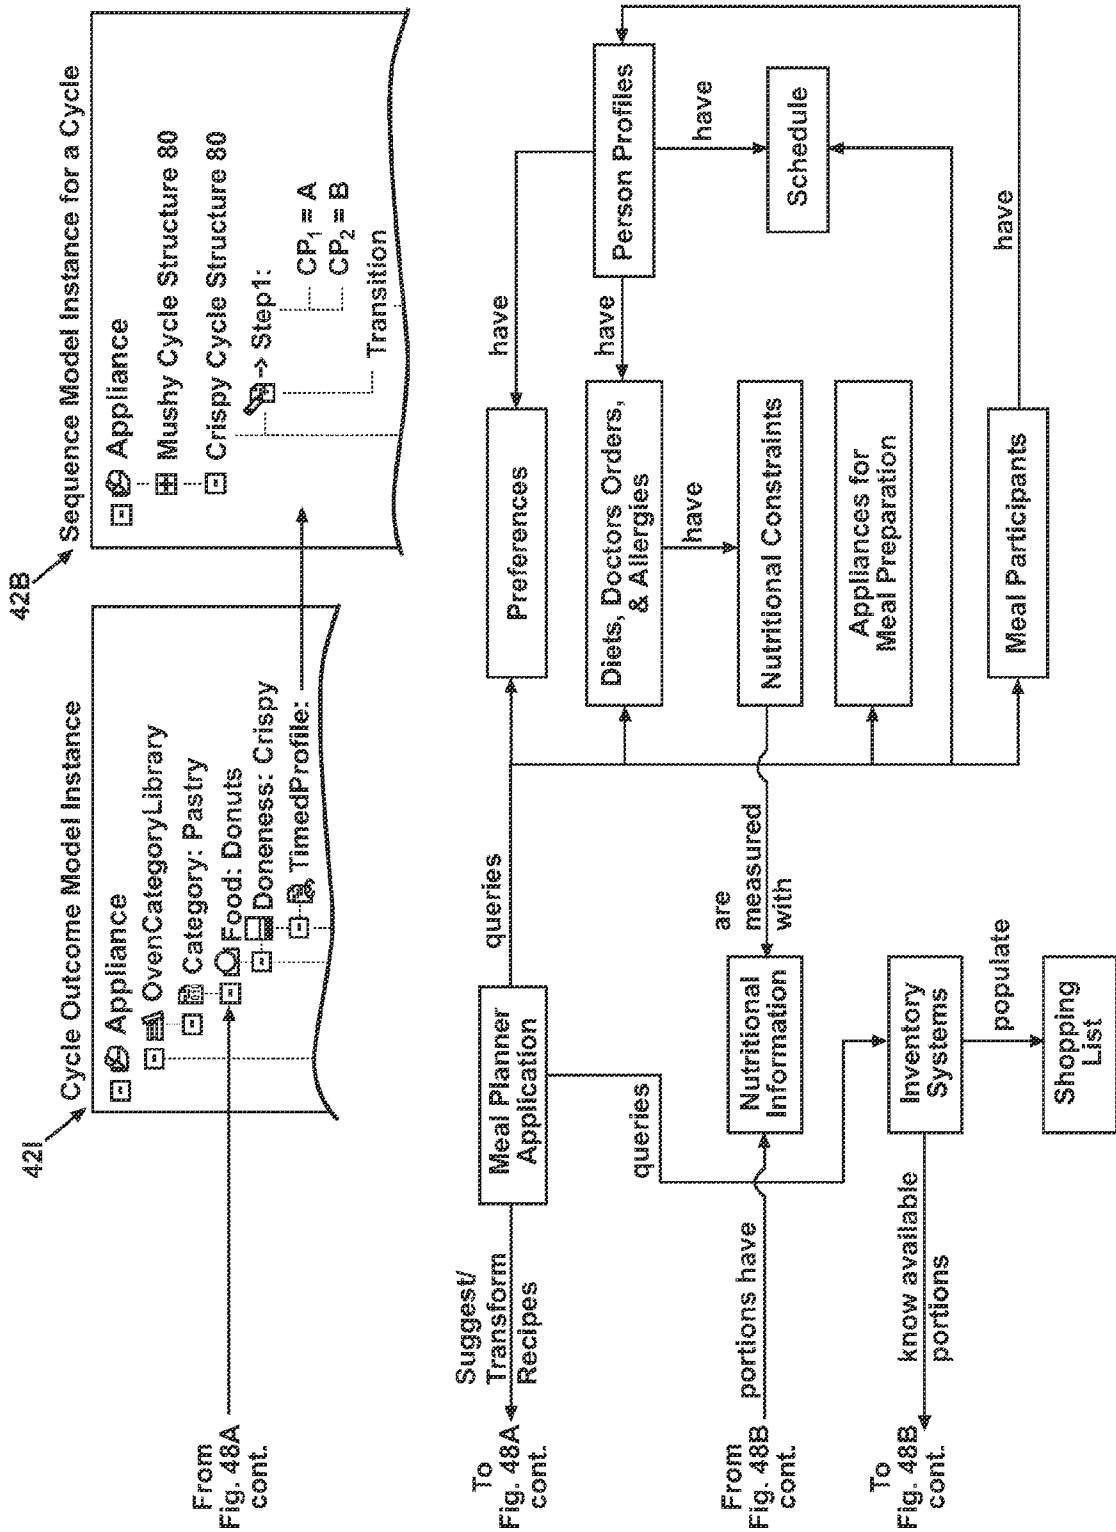 42I
Cycle Outcome Model Instance
Appliance
OvenCategoryLibrary
Category: Pastry
Food: Donuts
Doneness: Crispy
TimedProfile:
42B
Sequence Model Instance for a Cycle
Appliance
Mushy Cycle Structure 80
Crispy Cycle Structure 80
-> Step1:
CP1 = A
CP2 = B
Transition
From
Fig. 48A
cont.
To
Fig. 48A
cont.
Suggest/
Transform
Recipes
Meal Planner
Application
queries
queries
Preferences
have
Person Profiles
have
Diets, Doctors Orders,
& Allergies
have
Schedule
have
Nutritional Constraints
are
measured
with
Nutritional
Information
portions have
From
Fig. 48B
cont.
Appliances for
Meal Preparation
Meal Participants
have
Inventory
Systems
populate
Shopping
List
know available
portions
To
Fig. 48B
cont.